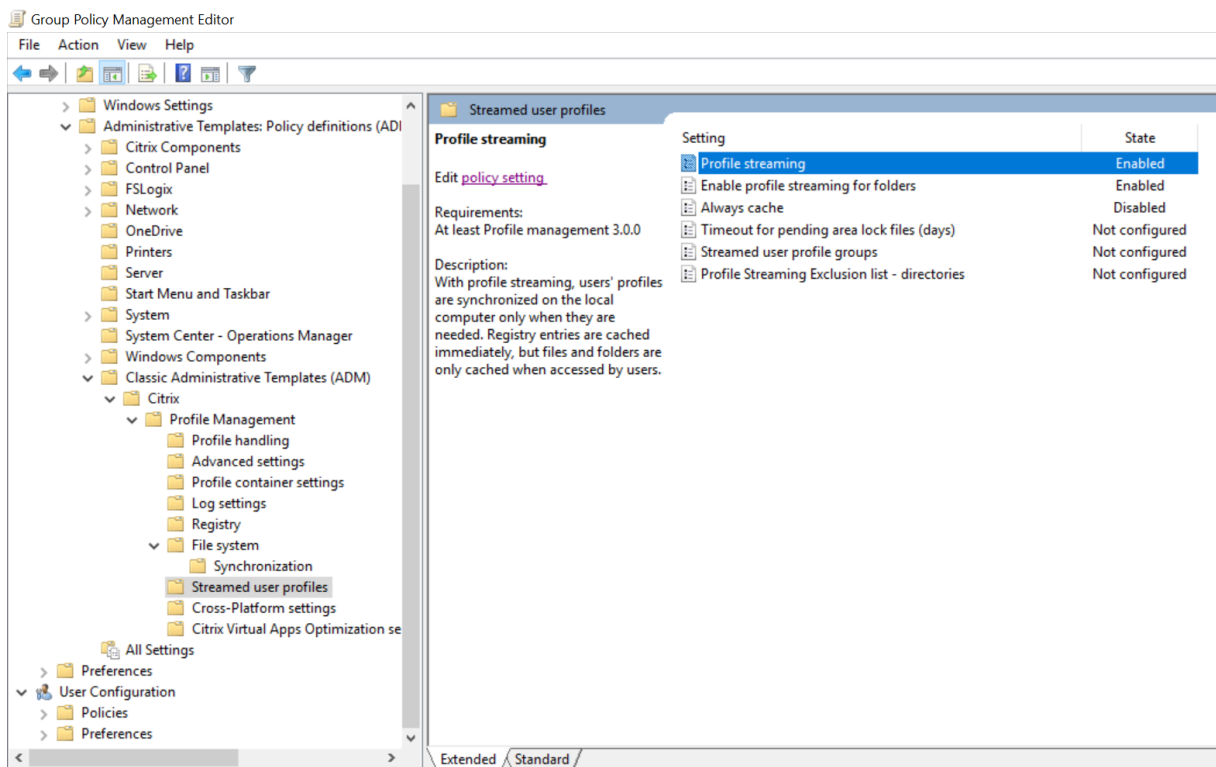 Group Policy Management Editor
File Action View Help
Windows Settings
Administrative Templates: Policy definitions (ADI
Citrix Components
Control Panel
FSLogix
Network
OneDrive
Printers
Server
Start Menu and Taskbar
System
System Center - Operations Manager
Windows Components
Classic Administrative Templates (ADM)
Citrix
Profile Management
Profile handling
Advanced settings
Profile container settings
Log settings
Registry
File system
Synchronization
Streamed user profiles
Cross-Platform settings
Citrix Virtual Apps Optimization se
All Settings
Preferences
User Configuration
Policies
Preferences
Streamed user profiles
Profile streaming
Edit policy setting
Requirements:
At least Profile management 3.0.0
Description:
With profile streaming, users' profiles
are synchronized on the local
computer only when they are
needed. Registry entries are cached
immediately, but files and folders are
only cached when accessed by users.
Setting State
Profile streaming Enabled
Enable profile streaming for folders Enabled
Always cache Disabled
Timeout for pending area lock files (days) Not configured
Streamed user profile groups Not configured
Profile Streaming Exclusion list - directories Not configured
Extended Standard